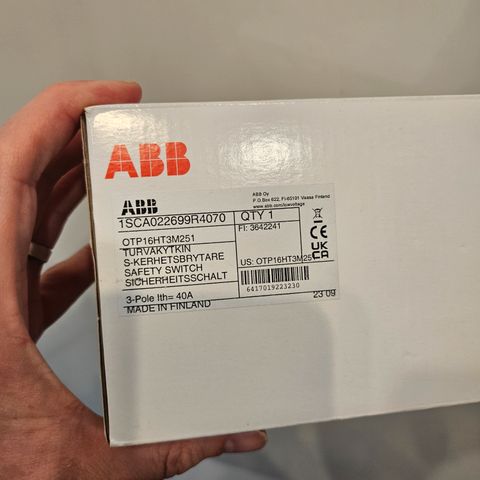 ABB
ABB
ABB Oy
P.O.Box 622, FI-65101 Vaasa Finland
www.abb.com/lowvoltage
1SCA022699R4070
QTY 1
FI: 3642241
OTP16HT3M251
TURVAKYTKIN
S-KERHETSBRYTARE
SAFETY SWITCH
SICHERHEITSSCHALT
CE
UK
CA
US: OTP16HT3M25
6417019223230
3-Pole Ith= 40A
23 09
MADE IN FINLAND